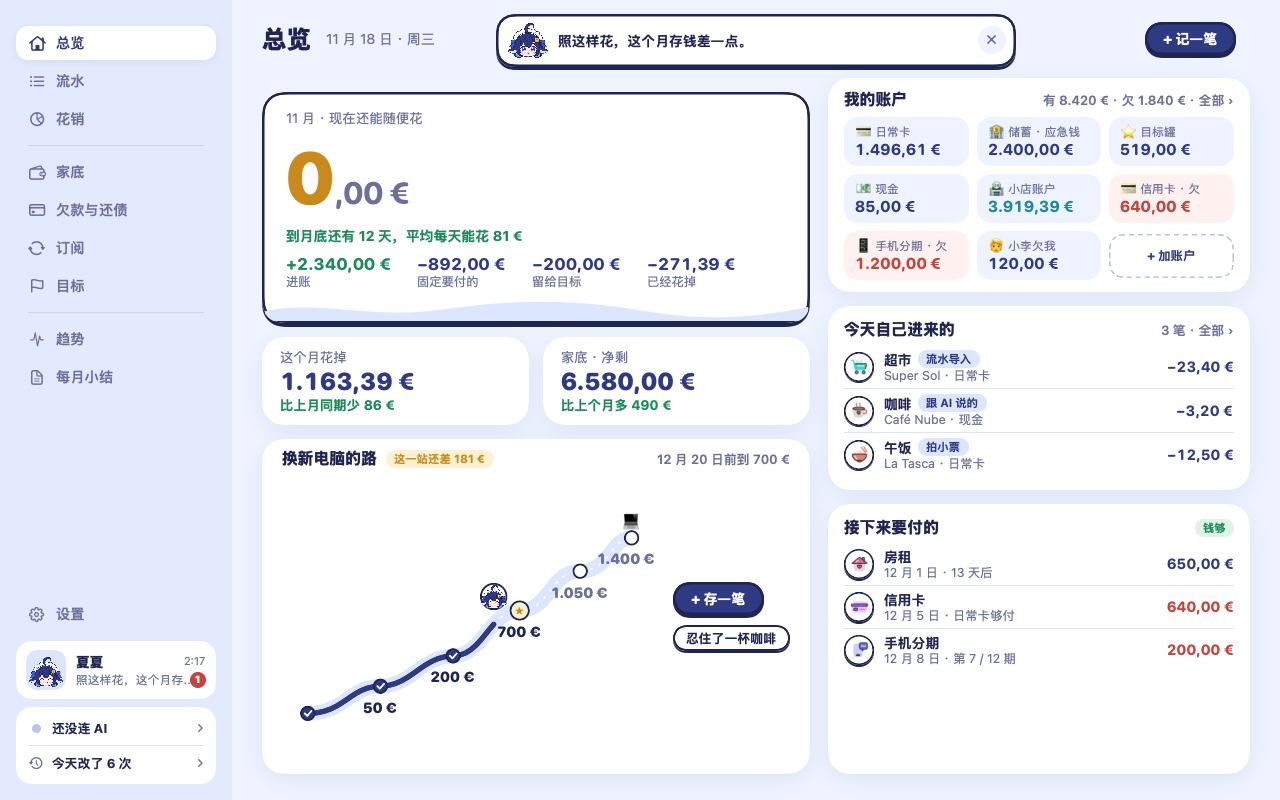 总览
流水
花销
家底
欠款与还债
订阅
目标
趋势
每月小结
设置
夏夏 2:17
照这样花，这个月存.. 1
还没连 AI
今天改了 6 次
总览 11 月 18 日 · 周三
照这样花，这个月存钱差一点。
+ 记一笔
11 月 · 现在还能随便花
0,00 €
到月底还有 12 天，平均每天能花 81 €
+2.340,00 € −892,00 € −200,00 € −271,39 €
进账 固定要付的 留给目标 已经花掉
这个月花掉
1.163,39 €
比上月同期少 86 €
家底 · 净剩
6.580,00 €
比上个月多 490 €
换新电脑的路 这一站还差 181 € 12 月 20 日前到 700 €
1.400 €
1.050 €
700 €
200 €
50 €
+ 存一笔
忍住了一杯咖啡
我的账户 有 8.420 € · 欠 1.840 € · 全部 ›
日常卡
1.496,61 €
储蓄 · 应急钱
2.400,00 €
目标罐
519,00 €
现金
85,00 €
小店账户
3.919,39 €
信用卡 · 欠
640,00 €
手机分期 · 欠
1.200,00 €
小李欠我
120,00 €
+ 加账户
今天自己进来的 3 笔 · 全部 ›
超市 流水导入
Super Sol · 日常卡
−23,40 €
咖啡 跟 AI 说的
Café Nube · 现金
−3,20 €
午饭 拍小票
La Tasca · 日常卡
−12,50 €
接下来要付的 钱够
房租
12 月 1 日 · 13 天后
650,00 €
信用卡
12 月 5 日 · 日常卡够付
640,00 €
手机分期
12 月 8 日 · 第 7 / 12 期
200,00 €